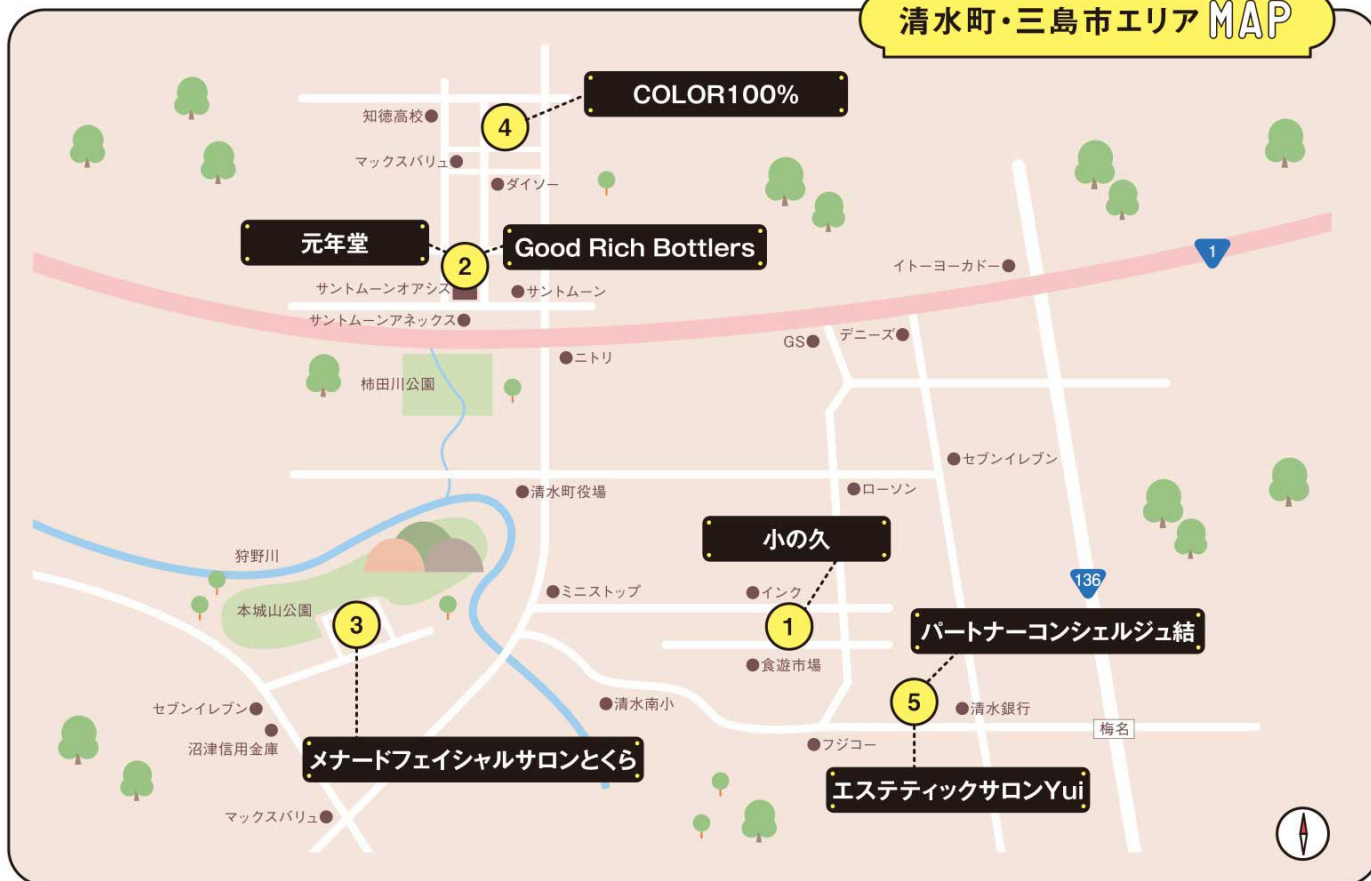 清水町・三島市エリアMAP
COLOR100%
知徳高校
4
マックスバリュ
ダイソー
元年堂
2
Good Rich Bottlers
サントムーンオアシス
サントムーン
サントムーンアネックス
イトーヨーカドー
1
GS
デニーズ
ニトリ
柿田川公園
セブンイレブン
清水町役場
ローソン
小の久
狩野川
136
ミニストップ
インク
本城山公園
3
1
パートナーコンシェルジュ結
食遊市場
5
セブンイレブン
清水南小
清水銀行
梅名
沼津信用金庫
メナードフェイシャルサロンとくら
フジコー
エステティックサロンYui
マックスバリュ